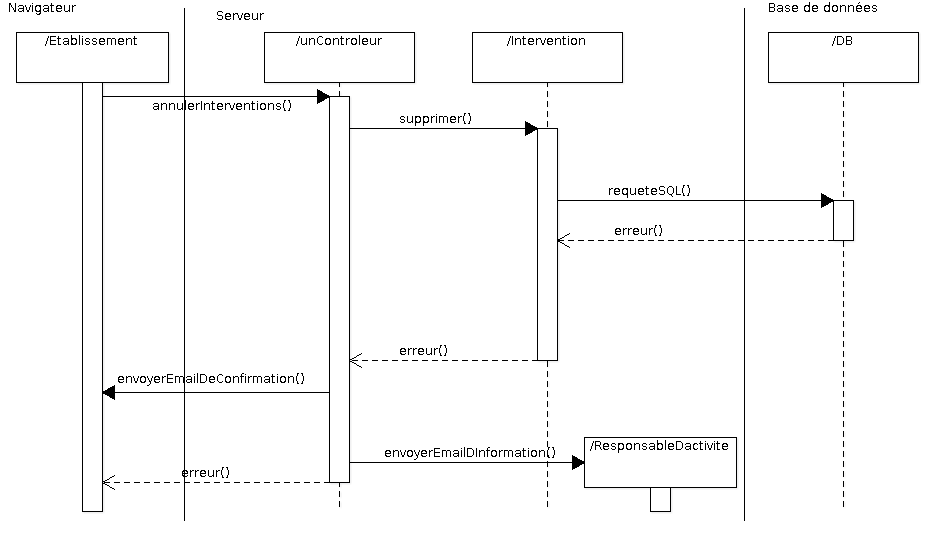 Navigateur
Serveur
Base de données
/Etablissement
/unControleur
/Intervention
/DB
annulerInterventions()
supprimer()
requeteSQL()
erreur()
erreur()
envoyerEmailDeConfirmation()
/ResponsableDactivite
envoyerEmailDInformation()
erreur()